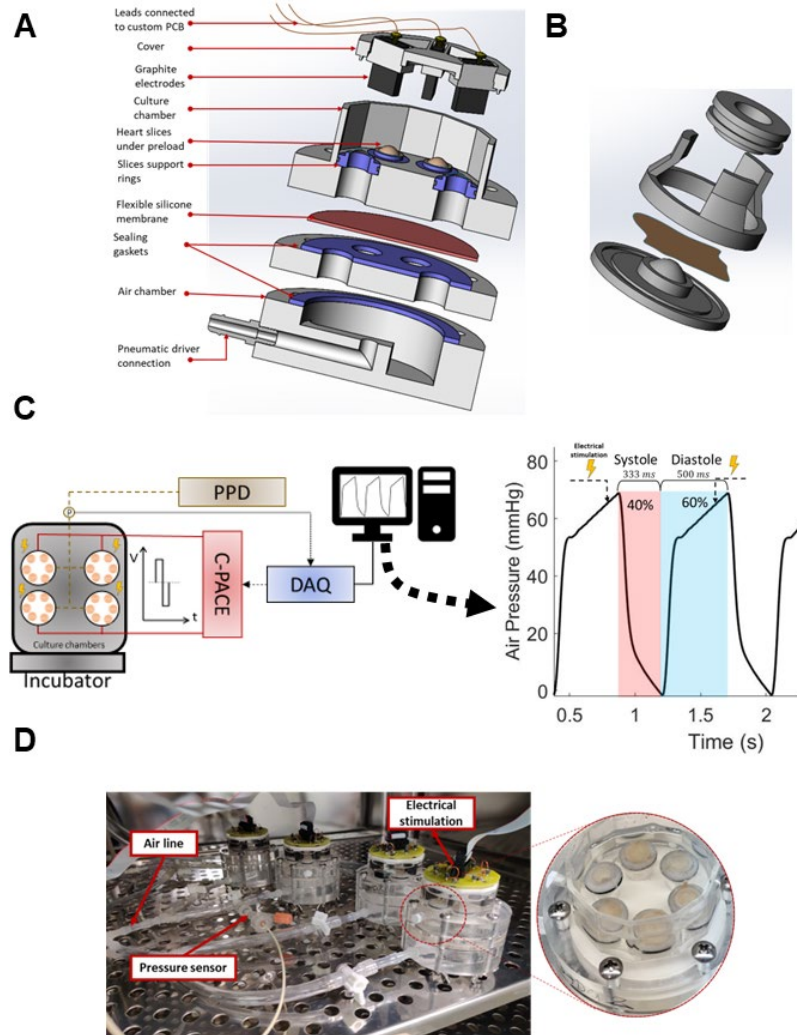 A
Leads connected
to custom PCB
Cover
Graphite
electrodes
Culture
chamber
Heart slices
under preload
Slices support
rings
Flexible silicone
membrane
Sealing
gaskets
Air chamber
Pneumatic driver
connection
B
C
PPD
P
V
t
C-PACE
DAQ
Culture chambers
Incubator
Electrical
stimulation
Systole
333 ms
Diastole
500 ms
40%
60%
Air Pressure (mmHg)
80
60
40
20
0
0.5
1
1.5
2
Time (s)
D
Air line
Electrical
stimulation
Pressure sensor